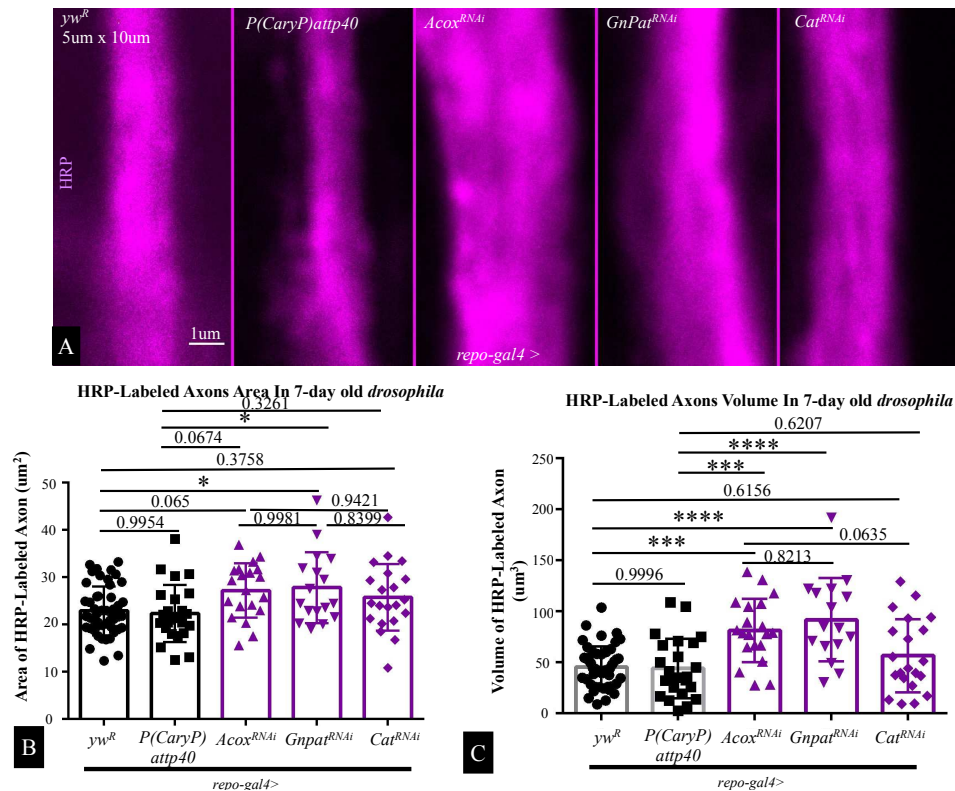 yw^R
5um x 10um
P(CaryP)attp40
Acox^RNAi
GnPat^RNAi
Cat^RNAi
HRP
1um
A
repo-gal4 >
HRP-Labeled Axons Area In 7-day old drosophila
0.3261
*
0.0674
0.3758
*
0.065
0.9421
0.9954
0.9981
0.8399
Area of HRP-Labeled Axon (um²)
50
40
30
20
10
0
yw^R
P(CaryP)
attp40
Acox^RNAi
Gnpat^RNAi
Cat^RNAi
repo-gal4>
B
HRP-Labeled Axons Volume In 7-day old drosophila
0.6207
****
***
0.6156
****
0.0635
***
0.8213
0.9996
Volume of HRP-Labeled Axon
(um³)
250
200
150
100
50
0
yw^R
P(CaryP)
attp40
Acox^RNAi
Gnpat^RNAi
Cat^RNAi
repo-gal4>
C